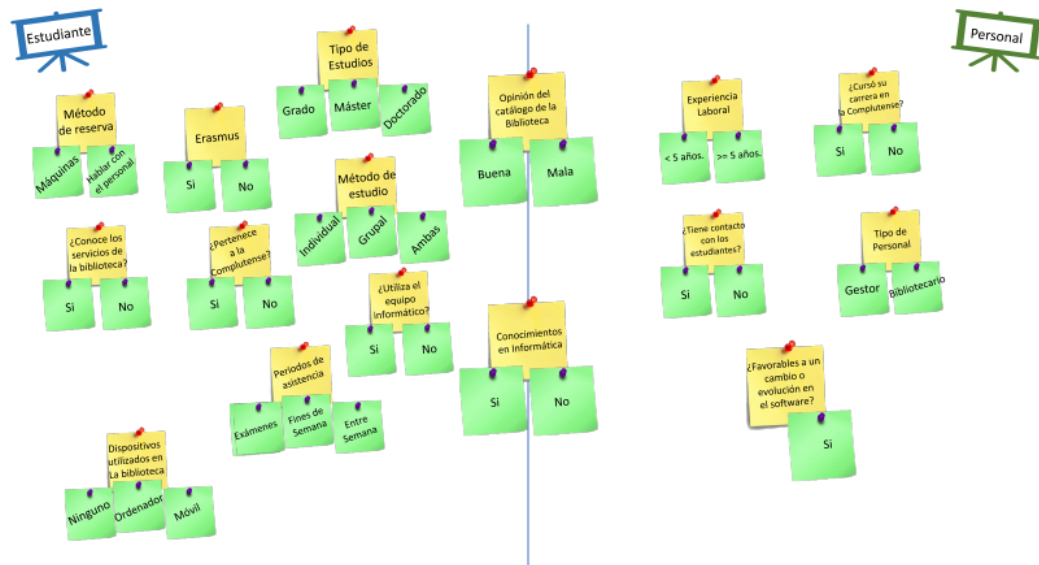 Estudiante
Personal
Tipo de
Estudios
Grado
Máster
Doctorado
Método
de reserva
Máquinas
Hablar con
el personal
Erasmus
Si
No
Opinión del
catálogo de la
Biblioteca
Buena
Mala
Experiencia
Laboral
< 5 años.
>= 5 años.
¿Cursó su
carrera en
la Complutense?
Si
No
Método de
estudio
Individual
Grupal
Ambas
¿Conoce los
servicios de
la biblioteca?
Si
No
¿Pertenece
a la
Complutense?
Si
No
¿Tiene contacto
con los
estudiantes?
Si
No
Tipo de
Personal
Gestor
Bibliotecario
¿Utiliza el
equipo
Informático?
Si
No
Conocimientos
en Informática
Si
No
Periodos de
asistencia
Exámenes
Fines de
Semana
Entre
Semana
¿Favorables a un
cambio o
evolución en
el software?
Si
Dispositivos
utilizados en
La biblioteca
Ninguno
Ordenador
Móvil